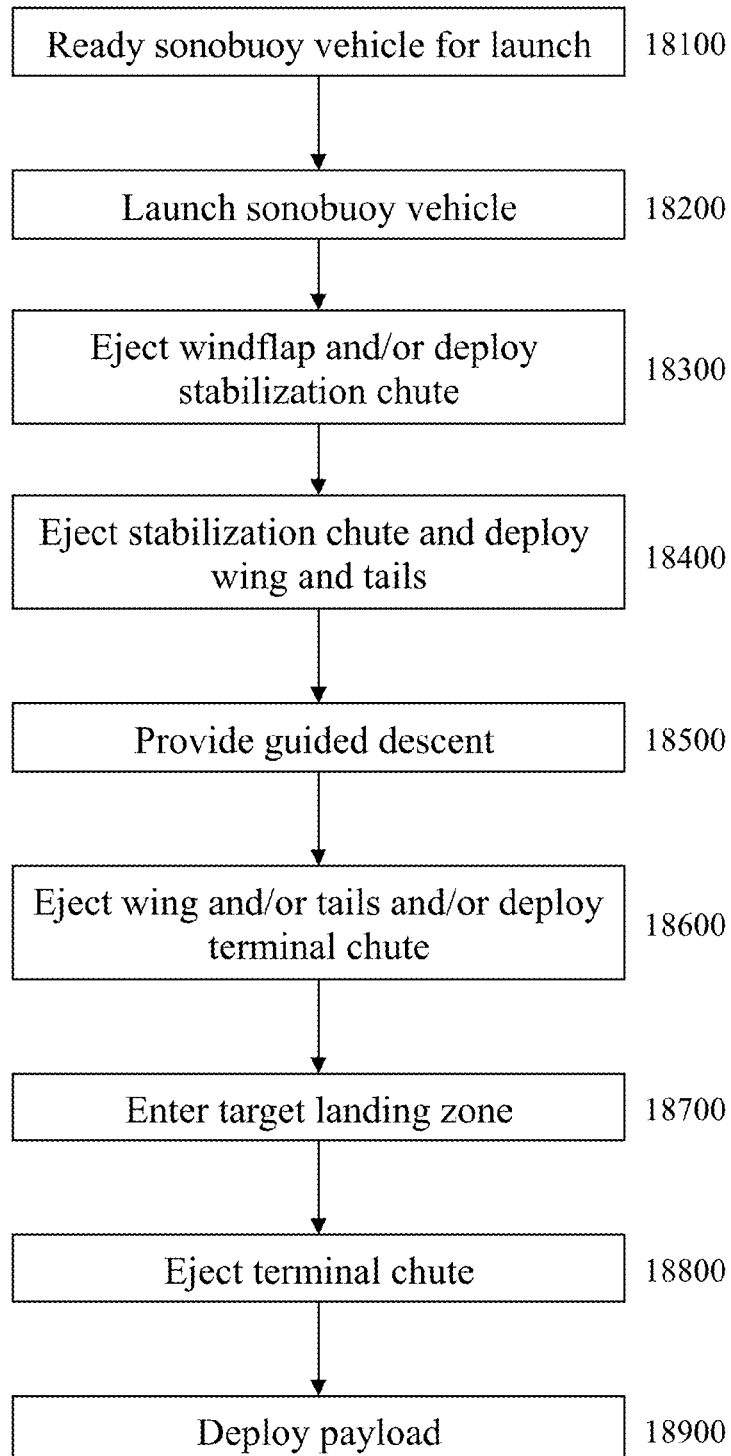 Ready sonobuoy vehicle for launch 18100
Launch sonobuoy vehicle 18200
Eject windflap and/or deploy
stabilization chute
18300
Eject stabilization chute and deploy
wing and tails
18400
Provide guided descent 18500
Eject wing and/or tails and/or deploy
terminal chute
18600
Enter target landing zone 18700
Eject terminal chute 18800
Deploy payload 18900